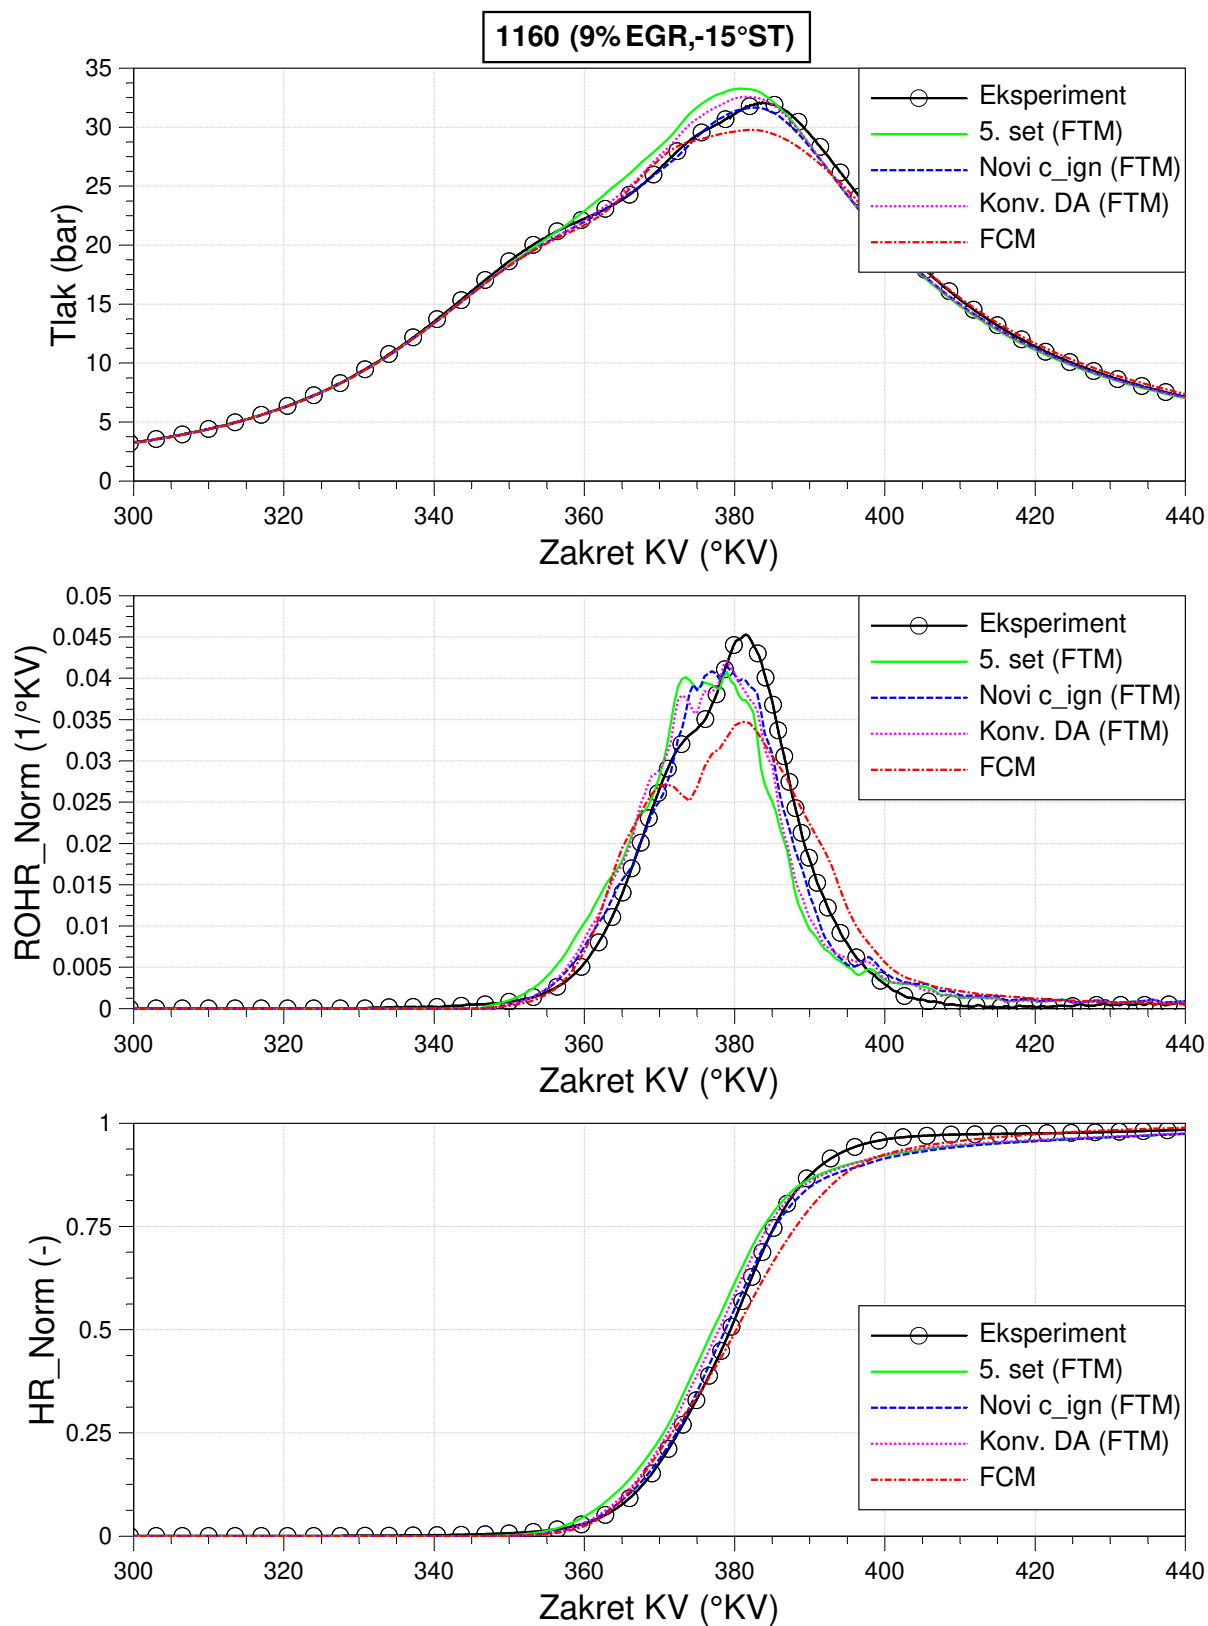 1160 (9% EGR,-15°ST)
35
30
25
20
15
10
5
0
Tlak (bar)
Eksperiment
5. set (FTM)
Novi c_ign (FTM)
Konv. DA (FTM)
FCM
300 320 340 360 380 400 420 440
Zakret KV (°KV)
0.05
0.045
0.04
0.035
0.03
0.025
0.02
0.015
0.01
0.005
0
ROHR_Norm (1/°KV)
Eksperiment
5. set (FTM)
Novi c_ign (FTM)
Konv. DA (FTM)
FCM
300 320 340 360 380 400 420 440
Zakret KV (°KV)
1
0.75
0.5
0.25
0
HR_Norm (-)
Eksperiment
5. set (FTM)
Novi c_ign (FTM)
Konv. DA (FTM)
FCM
300 320 340 360 380 400 420 440
Zakret KV (°KV)